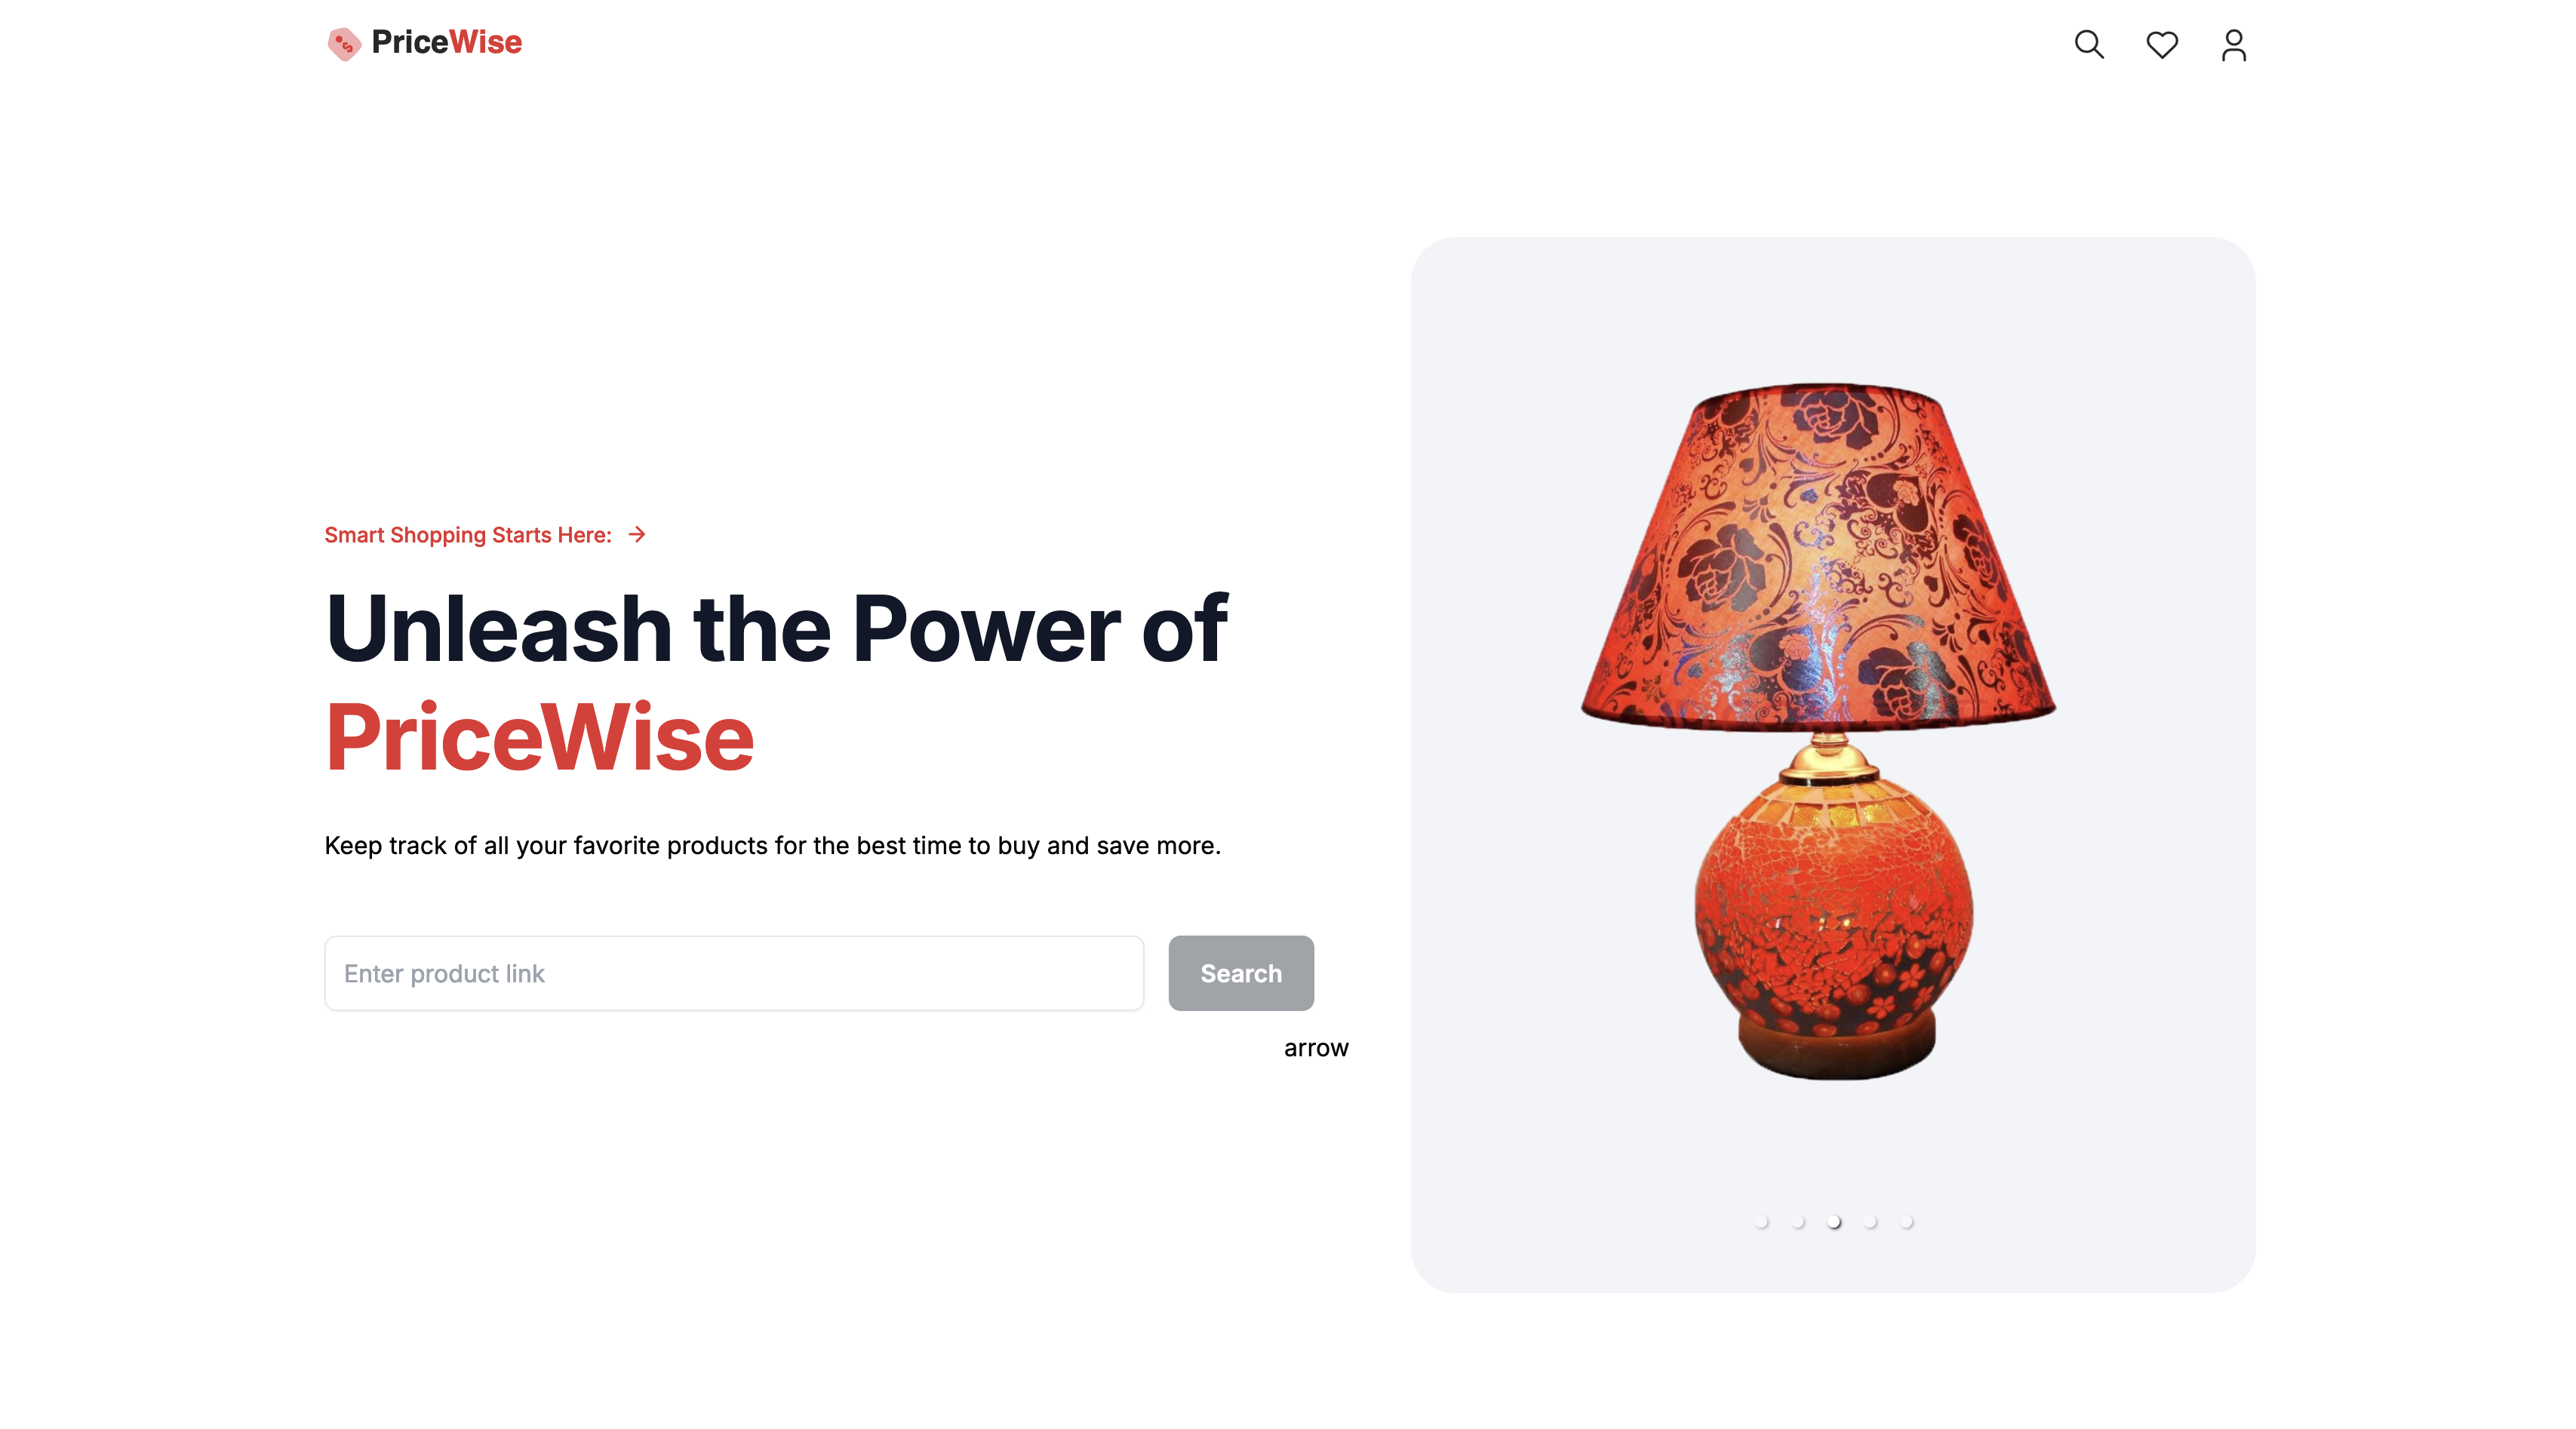 PriceWise
Smart Shopping Starts Here:
Unleash the Power of
PriceWise
Keep track of all your favorite products for the best time to buy and save more.
Enter product link
Search
arrow